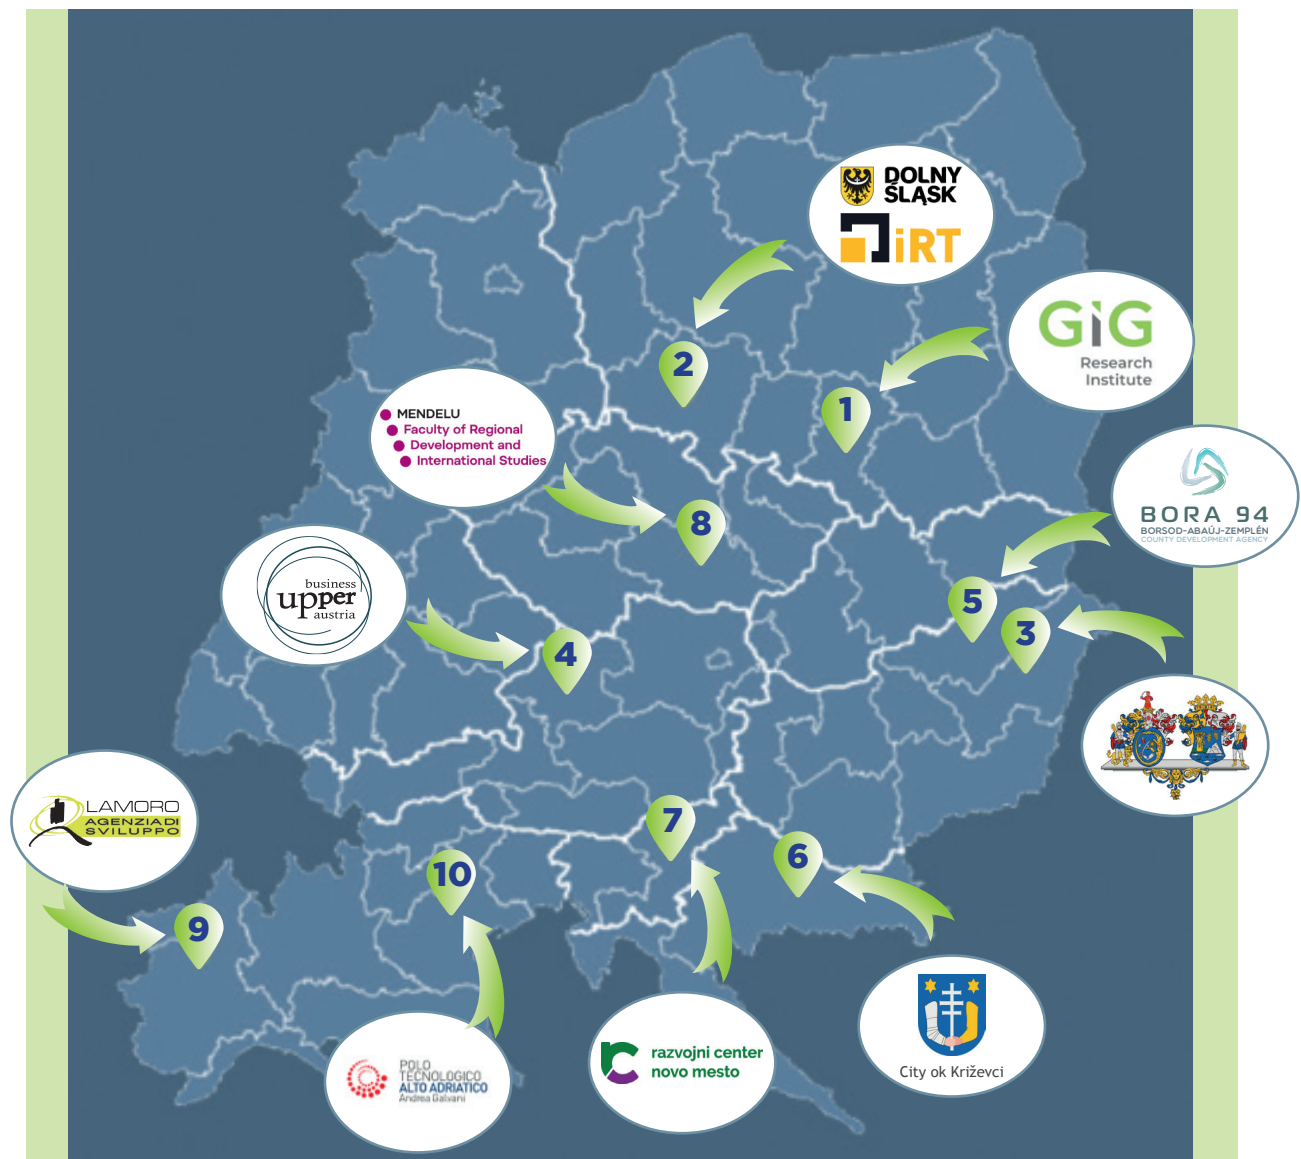 DOLNY
ŚLĄSK
iRT
GiG
Research
Institute
2
1
MENDELU
Faculty of Regional
Development and
International Studies
BORA 94
BORSOD-ABAÚJ-ZEMPLÉN
COUNTY DEVELOPMENT AGENCY
8
business
upper
austria
5
3
4
LAMORO
AGENZIA DI
SVILUPPO
7
6
10
9
POLO
TECNOLOGICO
ALTO ADRIATICO
Andrea Galvani
razvojni center
novo mesto
City ok Križevci